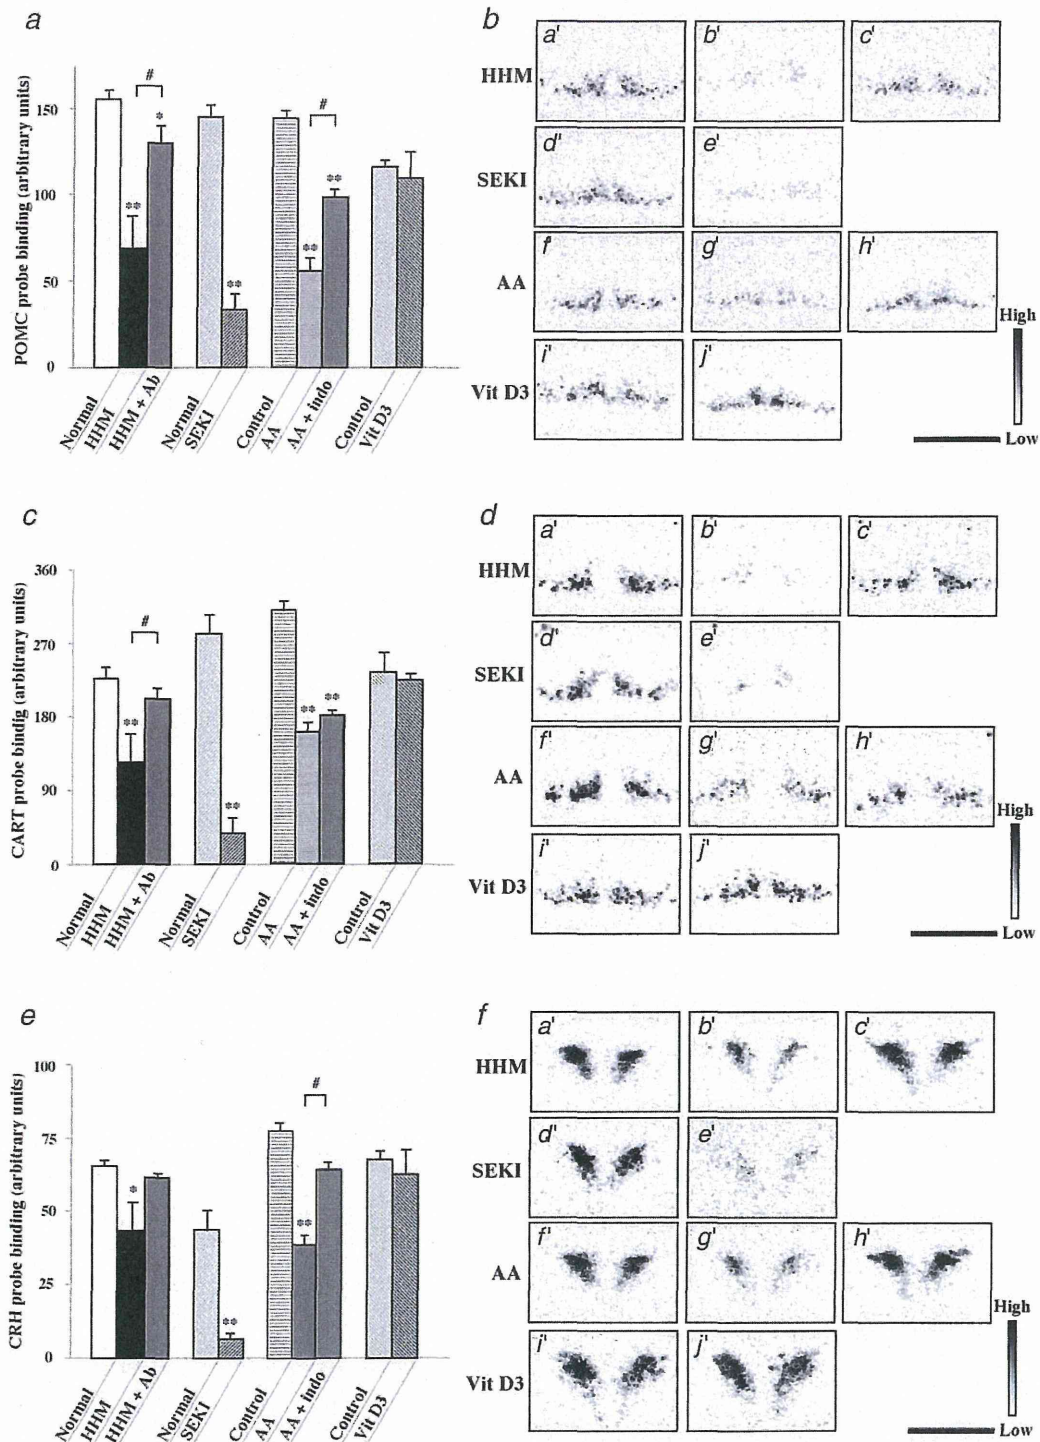 a
POMC probe binding (arbitrary units)
150
100
50
0
#
*
**
**
#
**
**
Normal
HHM
HHM + Ab
Normal
SEKI
Control
AA
AA + indo
Control
Vit D3
b
HHM
a'
b'
c'
SEKI
d'
e'
AA
f'
g'
h'
Vit D3
i'
j'
High
Low
c
CART probe bindig (arbitrary units)
360
270
180
90
0
#
**
**
**
**
Normal
HHM
HHM + Ab
Normal
SEKI
Control
AA
AA + indo
Control
Vit D3
d
HHM
a'
b'
c'
SEKI
d'
e'
AA
f'
g'
h'
Vit D3
i'
j'
High
Low
e
CRH probe binding (arbitrary units)
100
75
50
25
0
*
**
#
**
Normal
HHM
HHM + Ab
Normal
SEKI
Control
AA
AA + indo
Control
Vit D3
f
HHM
a'
b'
c'
SEKI
d'
e'
AA
f'
g'
h'
Vit D3
i'
j'
High
Low